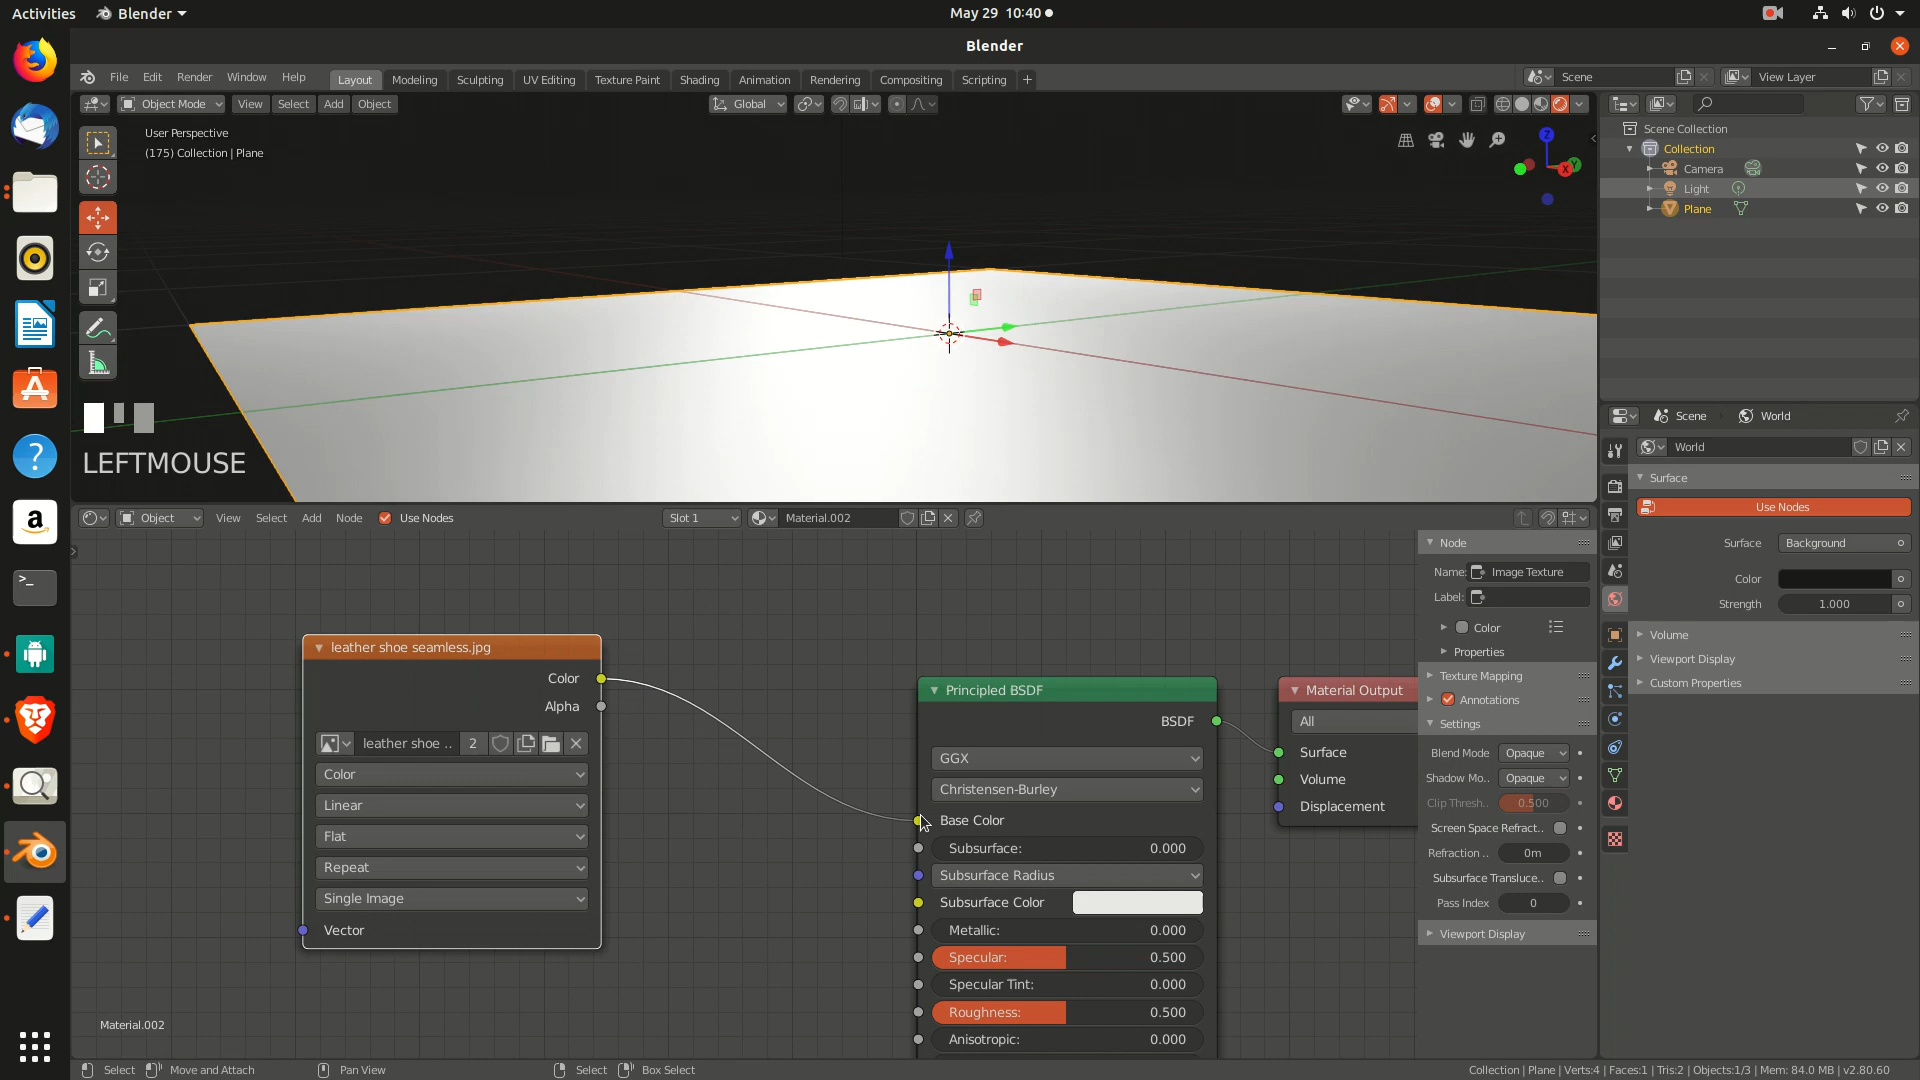 Activities
Blender
May 29 10:40
Blender
File Edit Render Window Help
Layout Modeling Sculpting UV Editing Texture Paint Shading Animation Rendering Compositing Scripting +
Scene
View Layer
Object Mode View Select Add Object
Global
User Perspective
(175) Collection | Plane
Z
Y
X
LEFTMOUSE
Scene Collection
Collection
Camera
Light
Plane
Scene World
World
Surface
Use Nodes
Surface Background
Color
Strength 1.000
Volume
Viewport Display
Custom Properties
Object View Select Add Node Use Nodes
Slot 1 Material.002
leather shoe seamless.jpg
Color
Alpha
leather shoe .. 2
Color
Linear
Flat
Repeat
Single Image
Vector
Principled BSDF
BSDF
GGX
Christensen-Burley
Base Color
Subsurface: 0.000
Subsurface Radius
Subsurface Color
Metallic: 0.000
Specular: 0.500
Specular Tint: 0.000
Roughness: 0.500
Anisotropic: 0.000
Material Output
All
Surface
Volume
Displacement
Node
Name: Image Texture
Label:
Color
Properties
Texture Mapping
Annotations
Settings
Blend Mode Opaque
Shadow Mo.. Opaque
Clip Thresh.. 0.500
Screen Space Refract..
Refraction .. 0m
Subsurface Transluce..
Pass Index 0
Viewport Display
Material.002
Select Move and Attach Pan View Select Box Select
Collection | Plane | Verts:4 | Faces:1 | Tris:2 | Objects:1/3 | Mem: 84.0 MB | v2.80.60